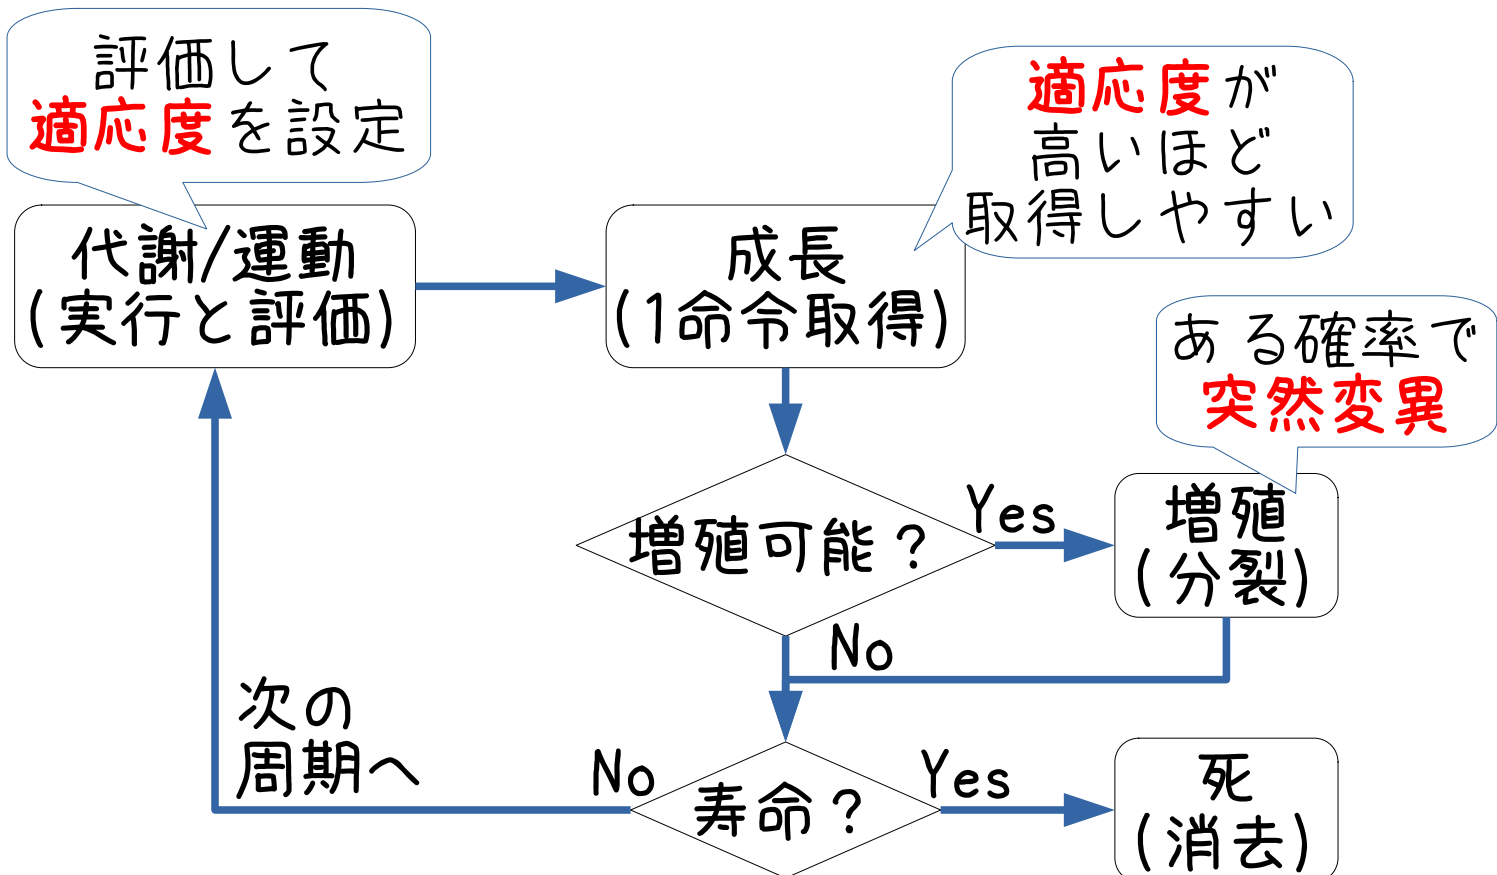 評価して
適応度を設定
適応度が
高いほど
取得しやすい
代謝/運動
(実行と評価)
成長
(1命令取得)
ある確率で
突然変異
増殖可能?
Yes
増殖
(分裂)
No
次の
周期へ
No
寿命?
Yes
死
(消去)